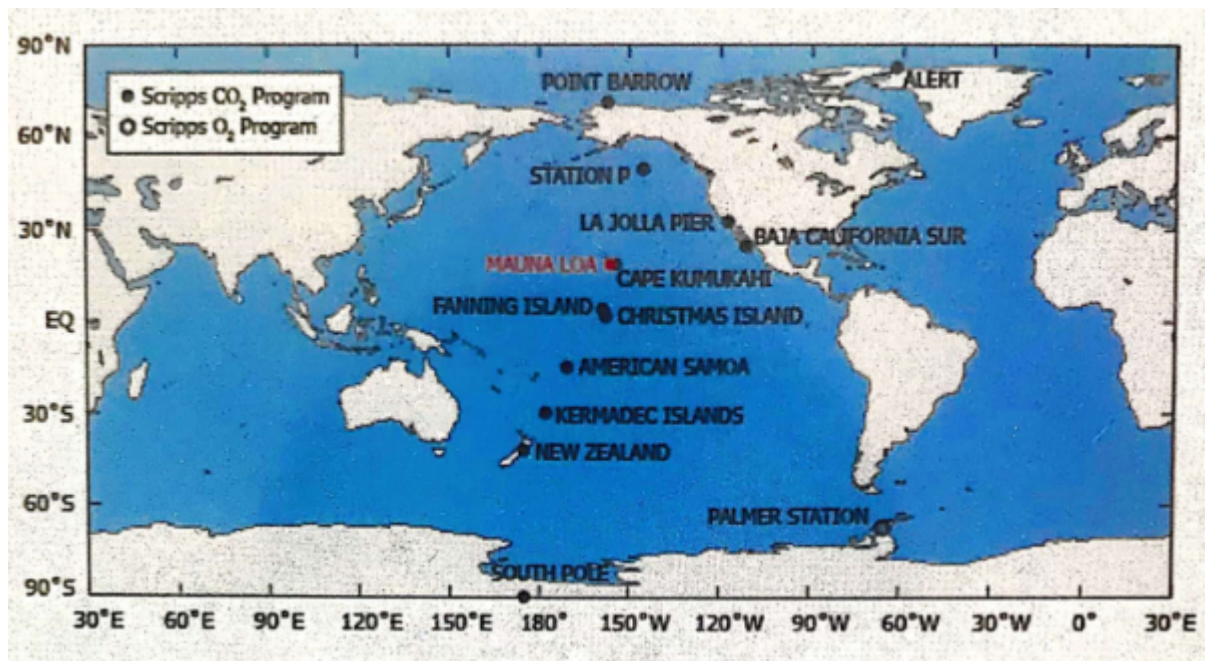 90°N
60°N
30°N
EQ
30°S
60°S
90°S
● Scripps CO₂ Program
○ Scripps O₂ Program
POINT BARROW
ALERT
STATION P
LA JOLLA PIER
BAJA CALIFORNIA SUR
MAUNA LOA
CAPE KUMUKAHI
FANNING ISLAND
CHRISTMAS ISLAND
AMERICAN SAMOA
KERMADEC ISLANDS
NEW ZEALAND
PALMER STATION
SOUTH POLE
30°E 60°E 90°E 120°E 150°E 180° 150°W 120°W 90°W 60°W 30°W 0° 30°E